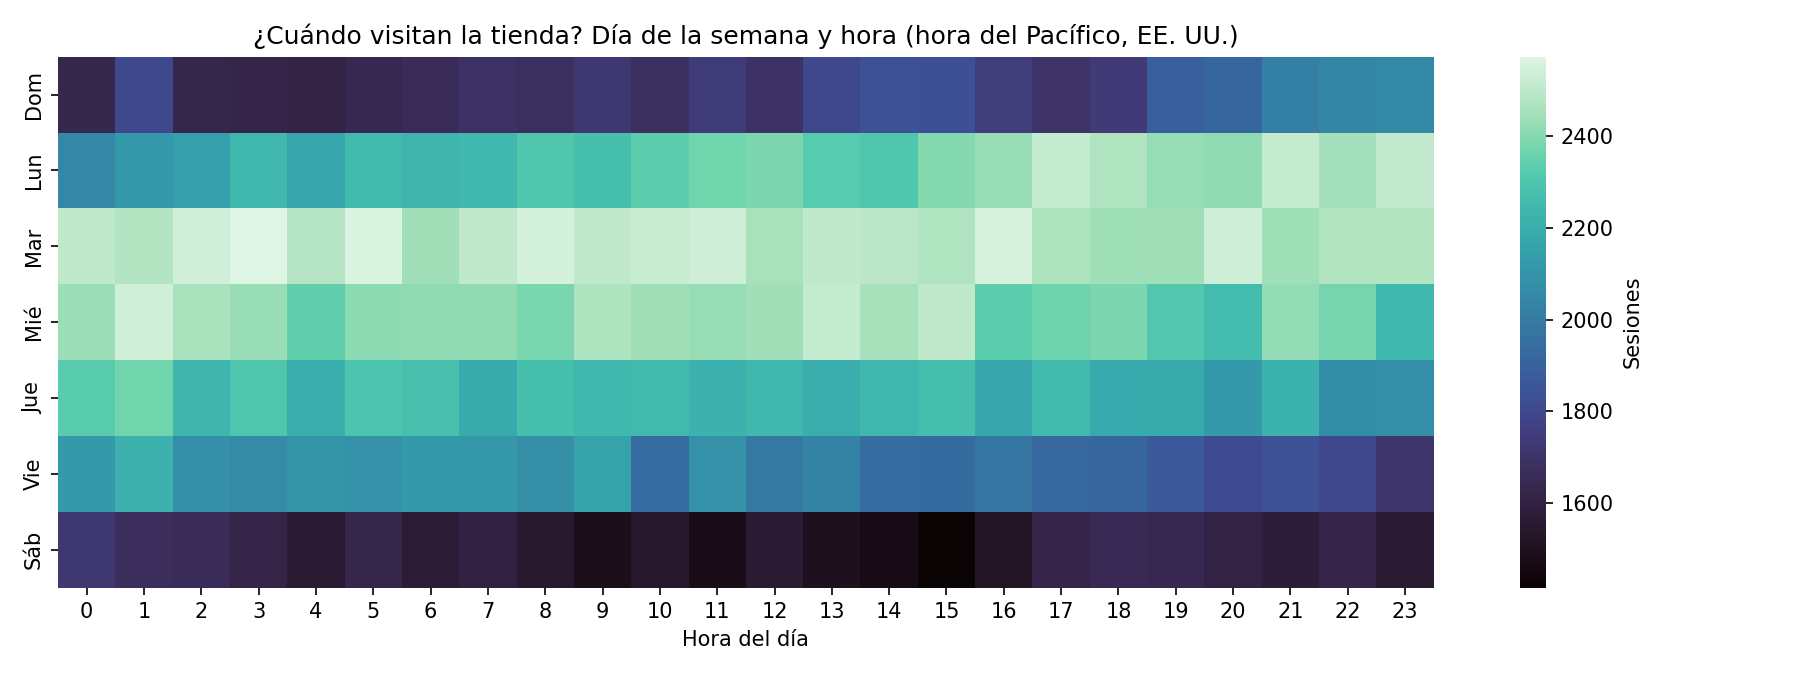 ¿Cuándo visitan la tienda? Día de la semana y hora (hora del Pacífico, EE. UU.)
Dom
Lun
Mar
Mié
Jue
Vie
Sáb
0 1 2 3 4 5 6 7 8 9 10 11 12 13 14 15 16 17 18 19 20 21 22 23
Hora del día
2400
2200
2000
1800
1600
Sesiones